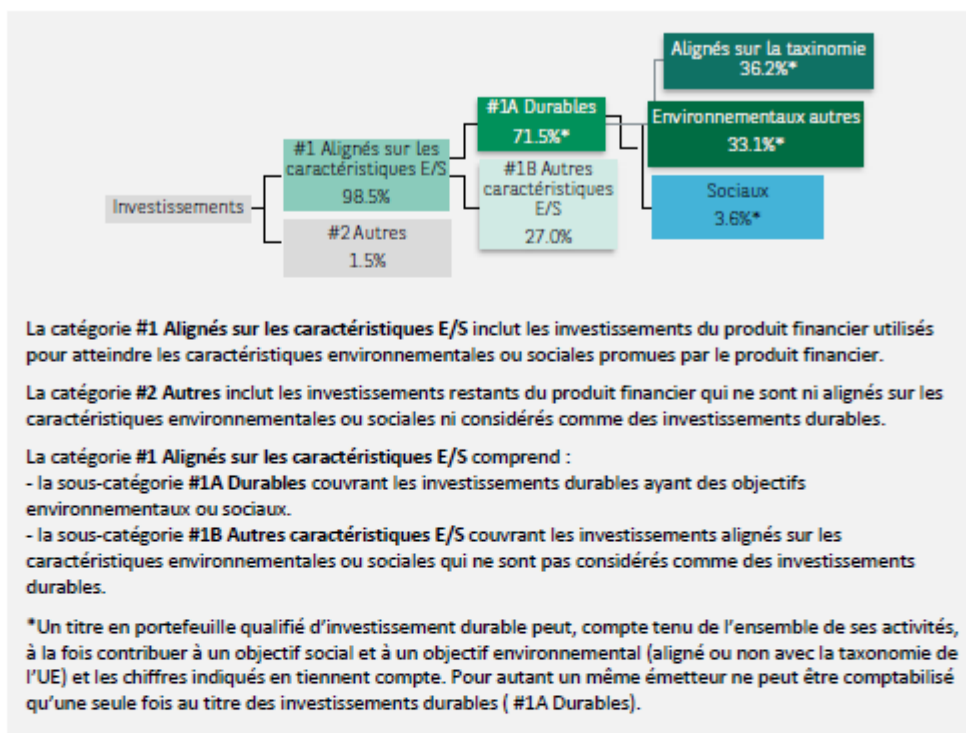 Alignés sur la taxinomie
36.2%*
#1A Durables
71.5%*
Environnementaux autres
33.1%*
#1 Alignés sur les
caractéristiques E/S
98.5%
#1B Autres
caractéristiques
E/S
27.0%
Sociaux
3.6%*
Investissements
#2 Autres
1.5%
La catégorie #1 Alignés sur les caractéristiques E/S inclut les investissements du produit financier utilisés
pour atteindre les caractéristiques environnementales ou sociales promues par le produit financier.
La catégorie #2 Autres inclut les investissements restants du produit financier qui ne sont ni alignés sur les
caractéristiques environnementales ou sociales ni considérés comme des investissements durables.
La catégorie #1 Alignés sur les caractéristiques E/S comprend :
- la sous-catégorie #1A Durables couvrant les investissements durables ayant des objectifs
environnementaux ou sociaux.
- la sous-catégorie #1B Autres caractéristiques E/S couvrant les investissements alignés sur les
caractéristiques environnementales ou sociales qui ne sont pas considérés comme des investissements
durables.
*Un titre en portefeuille qualifié d'investissement durable peut, compte tenu de l'ensemble de ses activités,
à la fois contribuer à un objectif social et à un objectif environnemental (aligné ou non avec la taxonomie de
l'UE) et les chiffres indiqués en tiennent compte. Pour autant un même émetteur ne peut être comptabilisé
qu'une seule fois au titre des investissements durables ( #1A Durables).